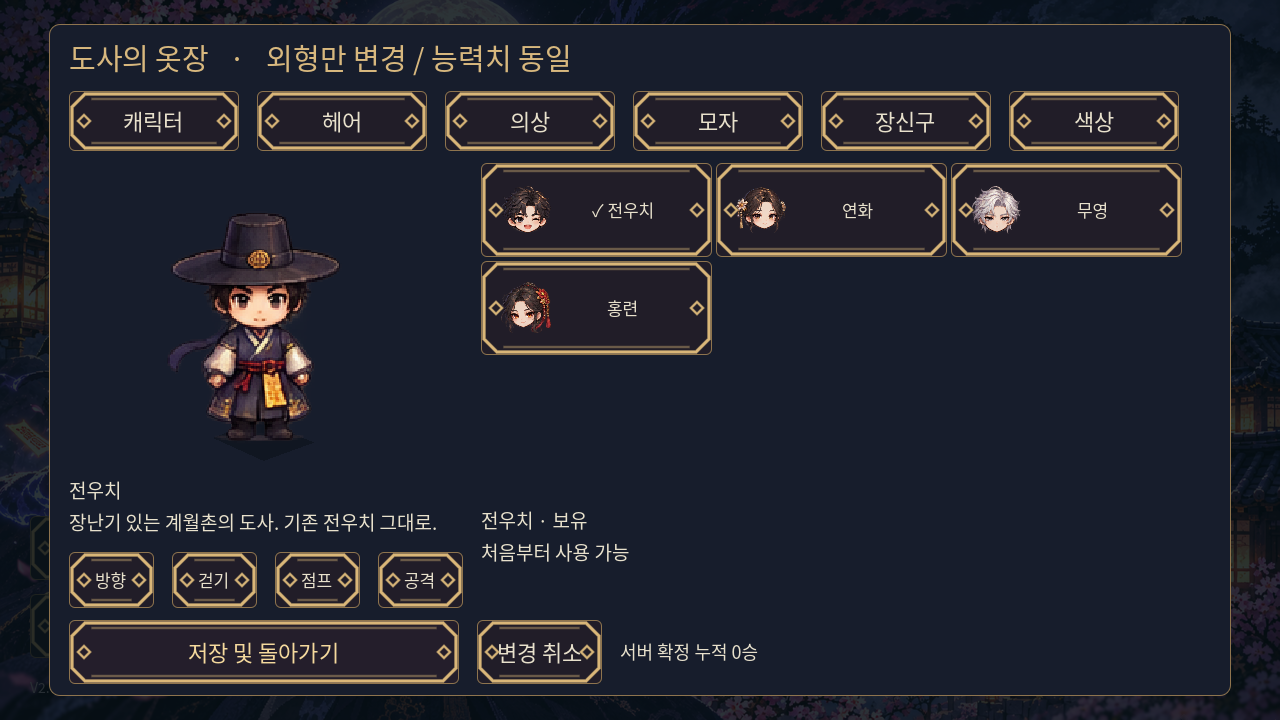 도사의 옷장 · 외형만 변경 / 능력치 동일
캐릭터 헤어 의상 모자 장신구 색상
✓ 전우치 연화 무영
홍련
전우치
장난기 있는 계월촌의 도사. 기존 전우치 그대로.
전우치 · 보유
처음부터 사용 가능
방향 걷기 점프 공격
저장 및 돌아가기 변경 취소 서버 확정 누적 0승